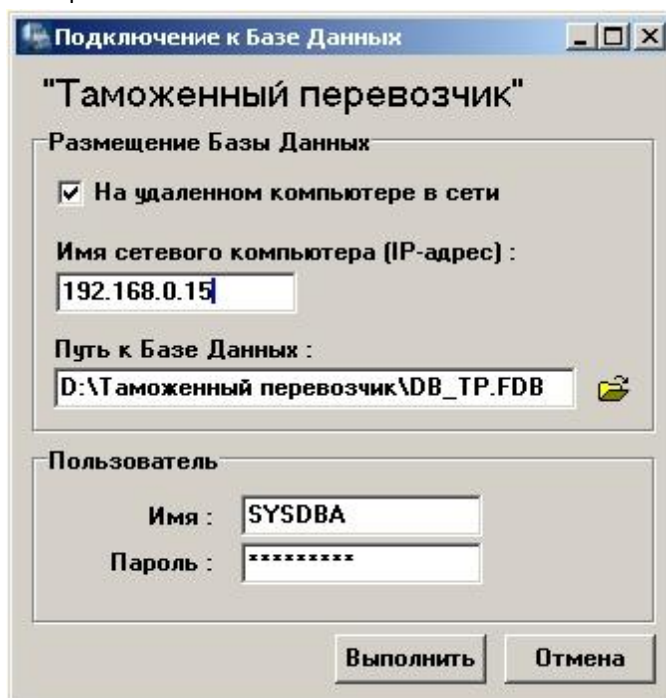 Подключение к Базе Данных
"Таможенный перевозчик"
Размещение Базы Данных
На удаленном компьютере в сети
Имя сетевого компьютера (IP-адрес) :
192.168.0.15
Путь к Базе Данных :
D:\Таможенный перевозчик\DB_TP.FDB
Пользователь
Имя : SYSDBA
Пароль : *********
Выполнить Отмена